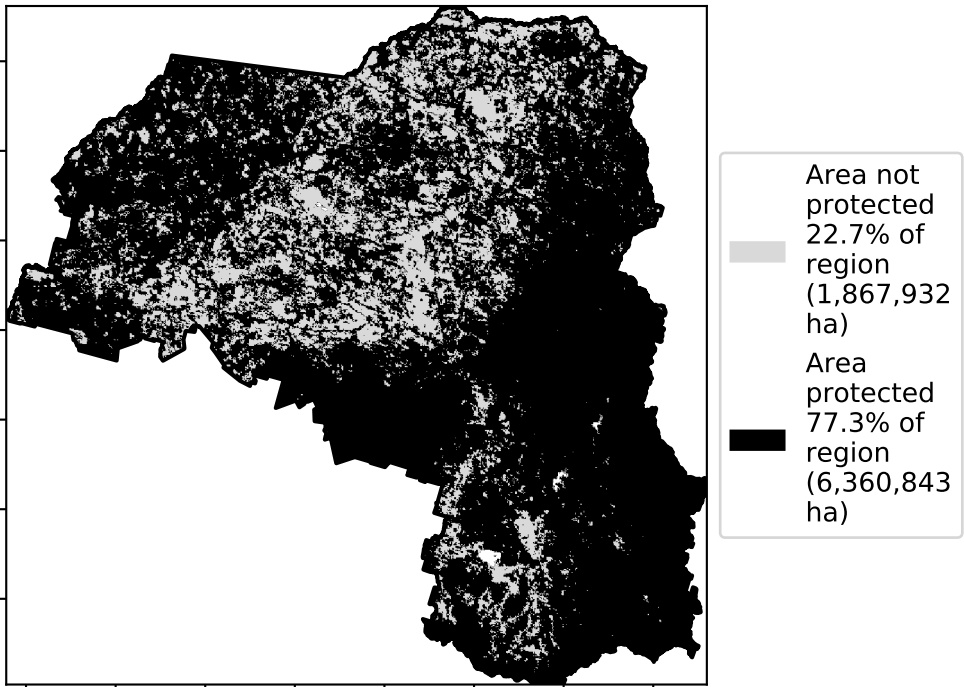 Area not
protected
22.7% of
region
(1,867,932
ha)
Area
protected
77.3% of
region
(6,360,843
ha)